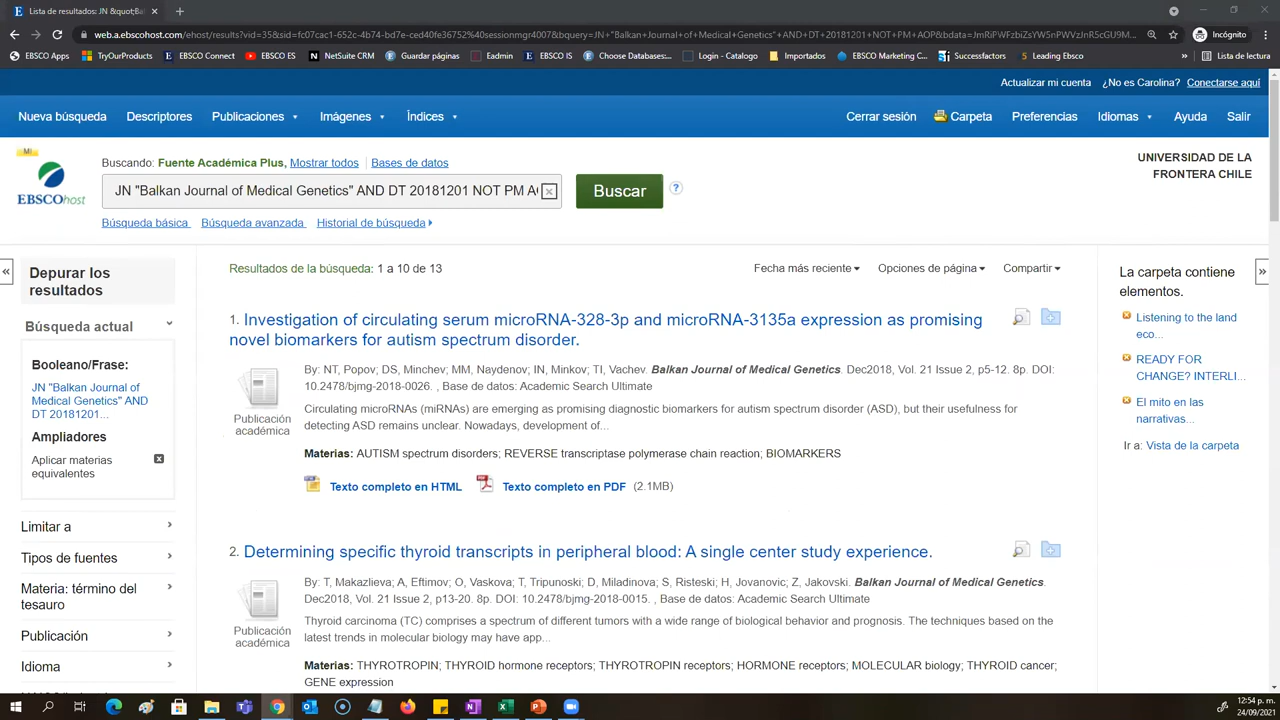 Lista de resultados: JN &quot;Bal
web.a.ebscohost.com/ehost/results?vid=35&sid=fc07cac1-652c-4b74-bd7e-ced40fe36752%40sessionmgr4007&bquery=JN+"Balkan+Journal+of+Medical+Genetics"+AND+DT+20181201+NOT+PM+AOP&bdata=
Incógnito
EBSCO Apps
TryOurProducts
EBSCO Connect
EBSCO ES
NetSuite CRM
Guardar páginas
Eadmin
EBSCO IS
Choose Databases:...
Login - Catalogo
Importados
EBSCO Marketing C...
Successfactors
Leading Ebsco
»
Lista de lectura
Actualizar mi cuenta ¿No es Carolina? Conectarse aquí
Nueva búsqueda Descriptores Publicaciones Imágenes Índices Cerrar sesión Carpeta Preferencias Idiomas Ayuda Salir
MI
EBSCOhost
Buscando: Fuente Académica Plus, Mostrar todos | Bases de datos
JN "Balkan Journal of Medical Genetics" AND DT 20181201 NOT PM AO
Buscar
?
Búsqueda básica Búsqueda avanzada Historial de búsqueda
UNIVERSIDAD DE LA
FRONTERA CHILE
«
Depurar los
resultados
Búsqueda actual
Booleano/Frase:
JN "Balkan Journal of
Medical Genetics" AND
DT 20181201...
Ampliadores
Aplicar materias
equivalentes
Limitar a
Tipos de fuentes
Materia: término del
tesauro
Publicación
Idioma
Resultados de la búsqueda: 1 a 10 de 13
Fecha más reciente Opciones de página Compartir
1. Investigation of circulating serum microRNA-328-3p and microRNA-3135a expression as promising
novel biomarkers for autism spectrum disorder.
Publicación
académica
By: NT, Popov; DS, Minchev; MM, Naydenov; IN, Minkov; TI, Vachev. Balkan Journal of Medical Genetics. Dec2018, Vol. 21 Issue 2, p5-12. 8p. DOI:
10.2478/bjmg-2018-0026. , Base de datos: Academic Search Ultimate
Circulating microRNAs (miRNAs) are emerging as promising diagnostic biomarkers for autism spectrum disorder (ASD), but their usefulness for
detecting ASD remains unclear. Nowadays, development of...
Materias: AUTISM spectrum disorders; REVERSE transcriptase polymerase chain reaction; BIOMARKERS
Texto completo en HTML Texto completo en PDF (2.1MB)
2. Determining specific thyroid transcripts in peripheral blood: A single center study experience.
Publicación
académica
By: T, Makazlieva; A, Eftimov; O, Vaskova; T, Tripunoski; D, Miladinova; S, Risteski; H, Jovanovic; Z, Jakovski. Balkan Journal of Medical Genetics.
Dec2018, Vol. 21 Issue 2, p13-20. 8p. DOI: 10.2478/bjmg-2018-0015. , Base de datos: Academic Search Ultimate
Thyroid carcinoma (TC) comprises a spectrum of different tumors with a wide range of biological behavior and prognosis. The techniques based on the
latest trends in molecular biology may have app...
Materias: THYROTROPIN; THYROID hormone receptors; THYROTROPIN receptors; HORMONE receptors; MOLECULAR biology; THYROID cancer;
GENE expression
La carpeta contiene
elementos.
»
Listening to the land
eco...
READY FOR
CHANGE? INTERLI...
El mito en las
narrativas...
Ir a: Vista de la carpeta
12:54 p. m.
24/09/2021